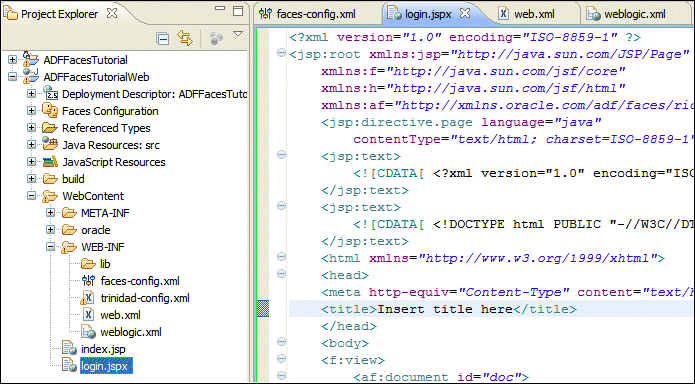 Project Explorer
ADFFacesTutorial
ADFFacesTutorialWeb
Deployment Descriptor: ADFFacesTuto
Faces Configuration
Referenced Types
Java Resources: src
JavaScript Resources
build
WebContent
META-INF
oracle
WEB-INF
lib
faces-config.xml
trinidad-config.xml
web.xml
weblogic.xml
index.jsp
login.jspx
faces-config.xml login.jspx web.xml weblogic.xml
<?xml version="1.0" encoding="ISO-8859-1" ?>
<jsp:root xmlns:jsp="http://java.sun.com/JSP/Page"
xmlns:f="http://java.sun.com/jsf/core"
xmlns:h="http://java.sun.com/jsf/html"
xmlns:af="http://xmlns.oracle.com/adf/faces/ric
<jsp:directive.page language="java"
contentType="text/html; charset=ISO-8859-1"
<jsp:text>
<![CDATA[ <?xml version="1.0" encoding="ISO
</jsp:text>
<jsp:text>
<![CDATA[ <!DOCTYPE html PUBLIC "-//W3C//DT
</jsp:text>
<html xmlns="http://www.w3.org/1999/xhtml">
<head>
<meta http-equiv="Content-Type" content="text/h
<title>Insert title here</title>
</head>
<body>
<f:view>
<af:document id="doc">